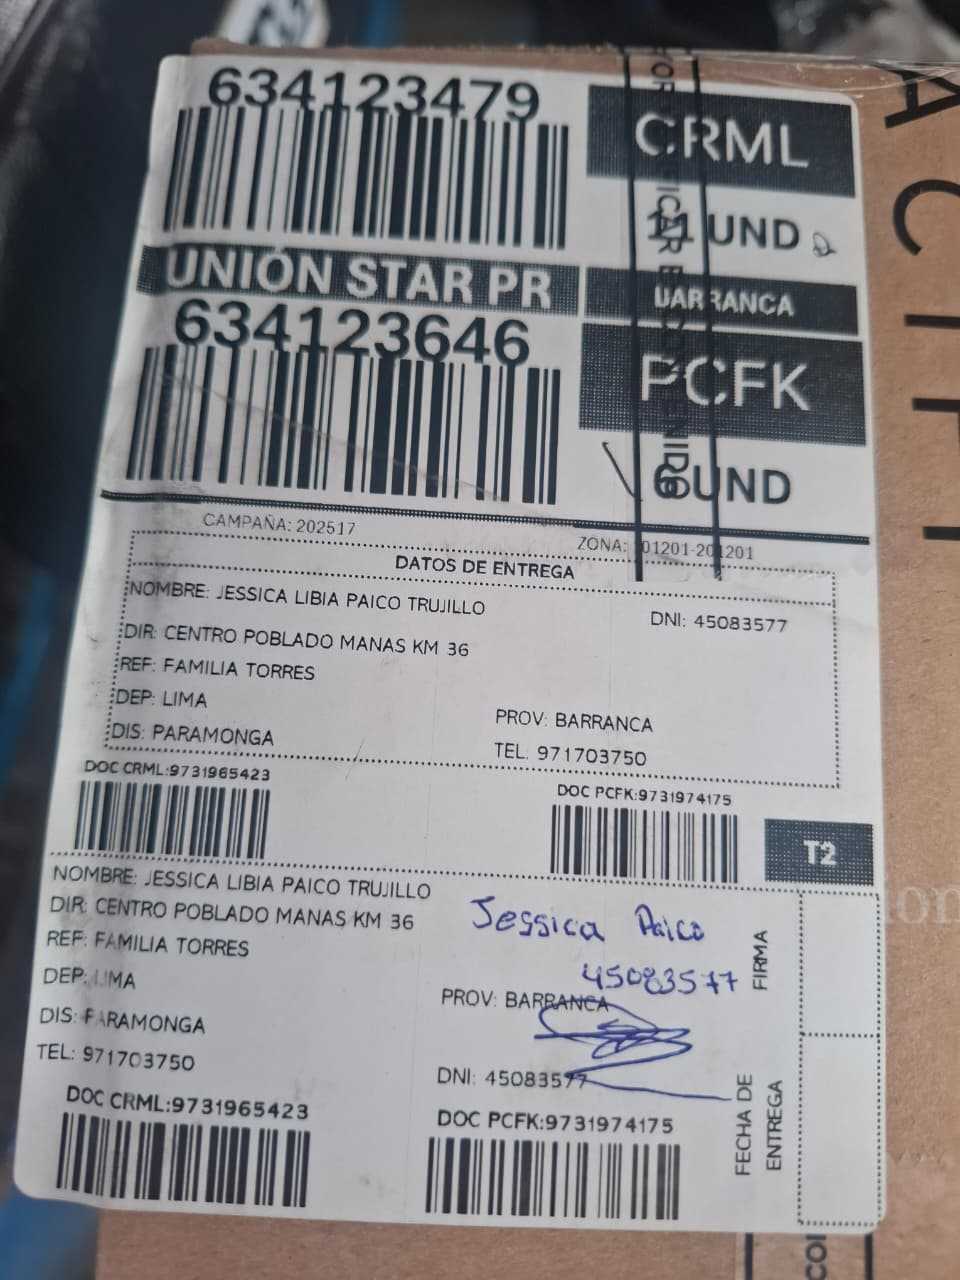 634123479
CRML
UND
UNIÓN STAR PR
BARRANCA
634123646
PCFK
6 UND
CAMPAÑA: 202517
ZONA: 201201-201201
DATOS DE ENTREGA
NOMBRE: JESSICA LIBIA PAICO TRUJILLO
DNI: 45083577
DIR: CENTRO POBLADO MANAS KM 36
REF: FAMILIA TORRES
DEP: LIMA
PROV: BARRANCA
DIS: PARAMONGA
TEL. 971703750
DOC CRML:9731965423
DOC PCFK:9731974175
T2
NOMBRE: JESSICA LIBIA PAICO TRUJILLO
DIR: CENTRO POBLADO MANAS KM 36
REF: FAMILIA TORRES
DEP: LIMA
PROV: BARRANCA
DIS: PARAMONGA
TEL: 971703750
DNI: 45083577
DOC CRML:9731965423
DOC PCFK:9731974175
Jessica Paico
45083577
FIRMA
FECHA DE
ENTREGA